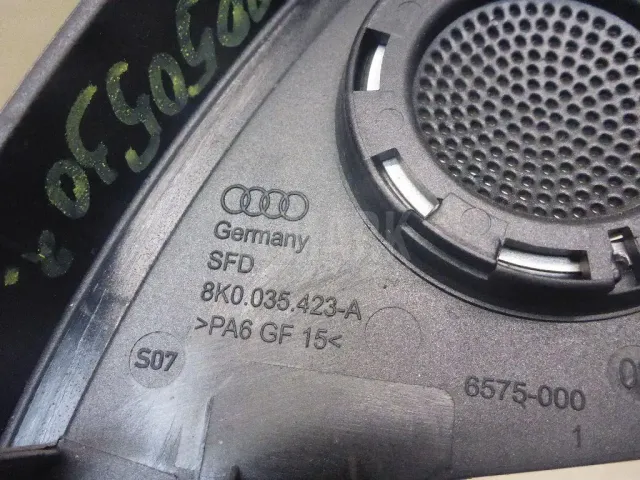 Germany
SFD
8K0.035.423-A
>PA6 GF 15<
S07
6575-000
1